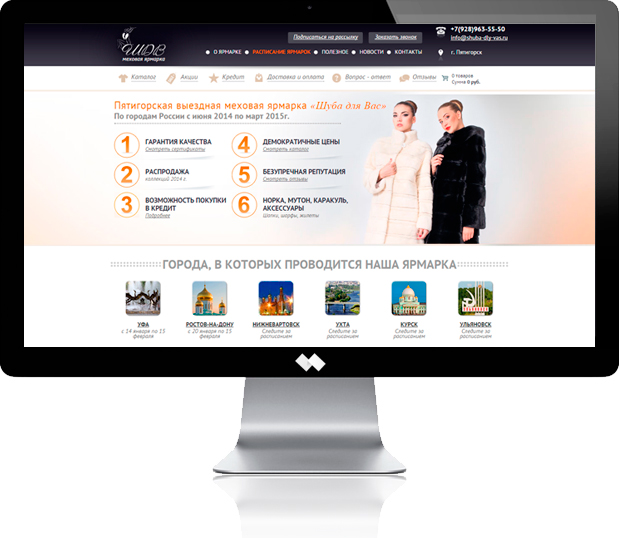 ШДВ
меховая ярмарка
Подписаться на рассылку
Заказать звонок
+7(928)963-55-50
info@shuba-dly-vas.ru
О ЯРМАРКЕ
РАСПИСАНИЕ ЯРМАРОК
ПОЛЕЗНОЕ
НОВОСТИ
КОНТАКТЫ
г. Пятигорск
Каталог
Акции
Кредит
Доставка и оплата
Вопрос - ответ
Отзывы
0 товаров
Сумма 0 руб.
Пятигорская выездная меховая ярмарка «Шуба для Вас»
По городам России с июня 2014 по март 2015г.
1
ГАРАНТИЯ КАЧЕСТВА
Смотреть сертификаты
4
ДЕМОКРАТИЧНЫЕ ЦЕНЫ
Смотреть каталог
2
РАСПРОДАЖА
коллекций 2014 г.
5
БЕЗУПРЕЧНАЯ РЕПУТАЦИЯ
Смотреть отзывы
3
ВОЗМОЖНОСТЬ ПОКУПКИ
В КРЕДИТ
Подробнее
6
НОРКА, МУТОН, КАРАКУЛЬ,
АКСЕССУАРЫ
Шапки, шарфы, жилеты
ГОРОДА, В КОТОРЫХ ПРОВОДИТСЯ НАША ЯРМАРКА
УФА
с 14 января по 15
февраля
РОСТОВ-НА-ДОНУ
с 20 января по 15
февраля
НИЖНЕВАРТОВСК
Следите за
расписанием
УХТА
Следите за
расписанием
КУРСК
Следите за
расписанием
УЛЬЯНОВСК
Следите за
расписанием